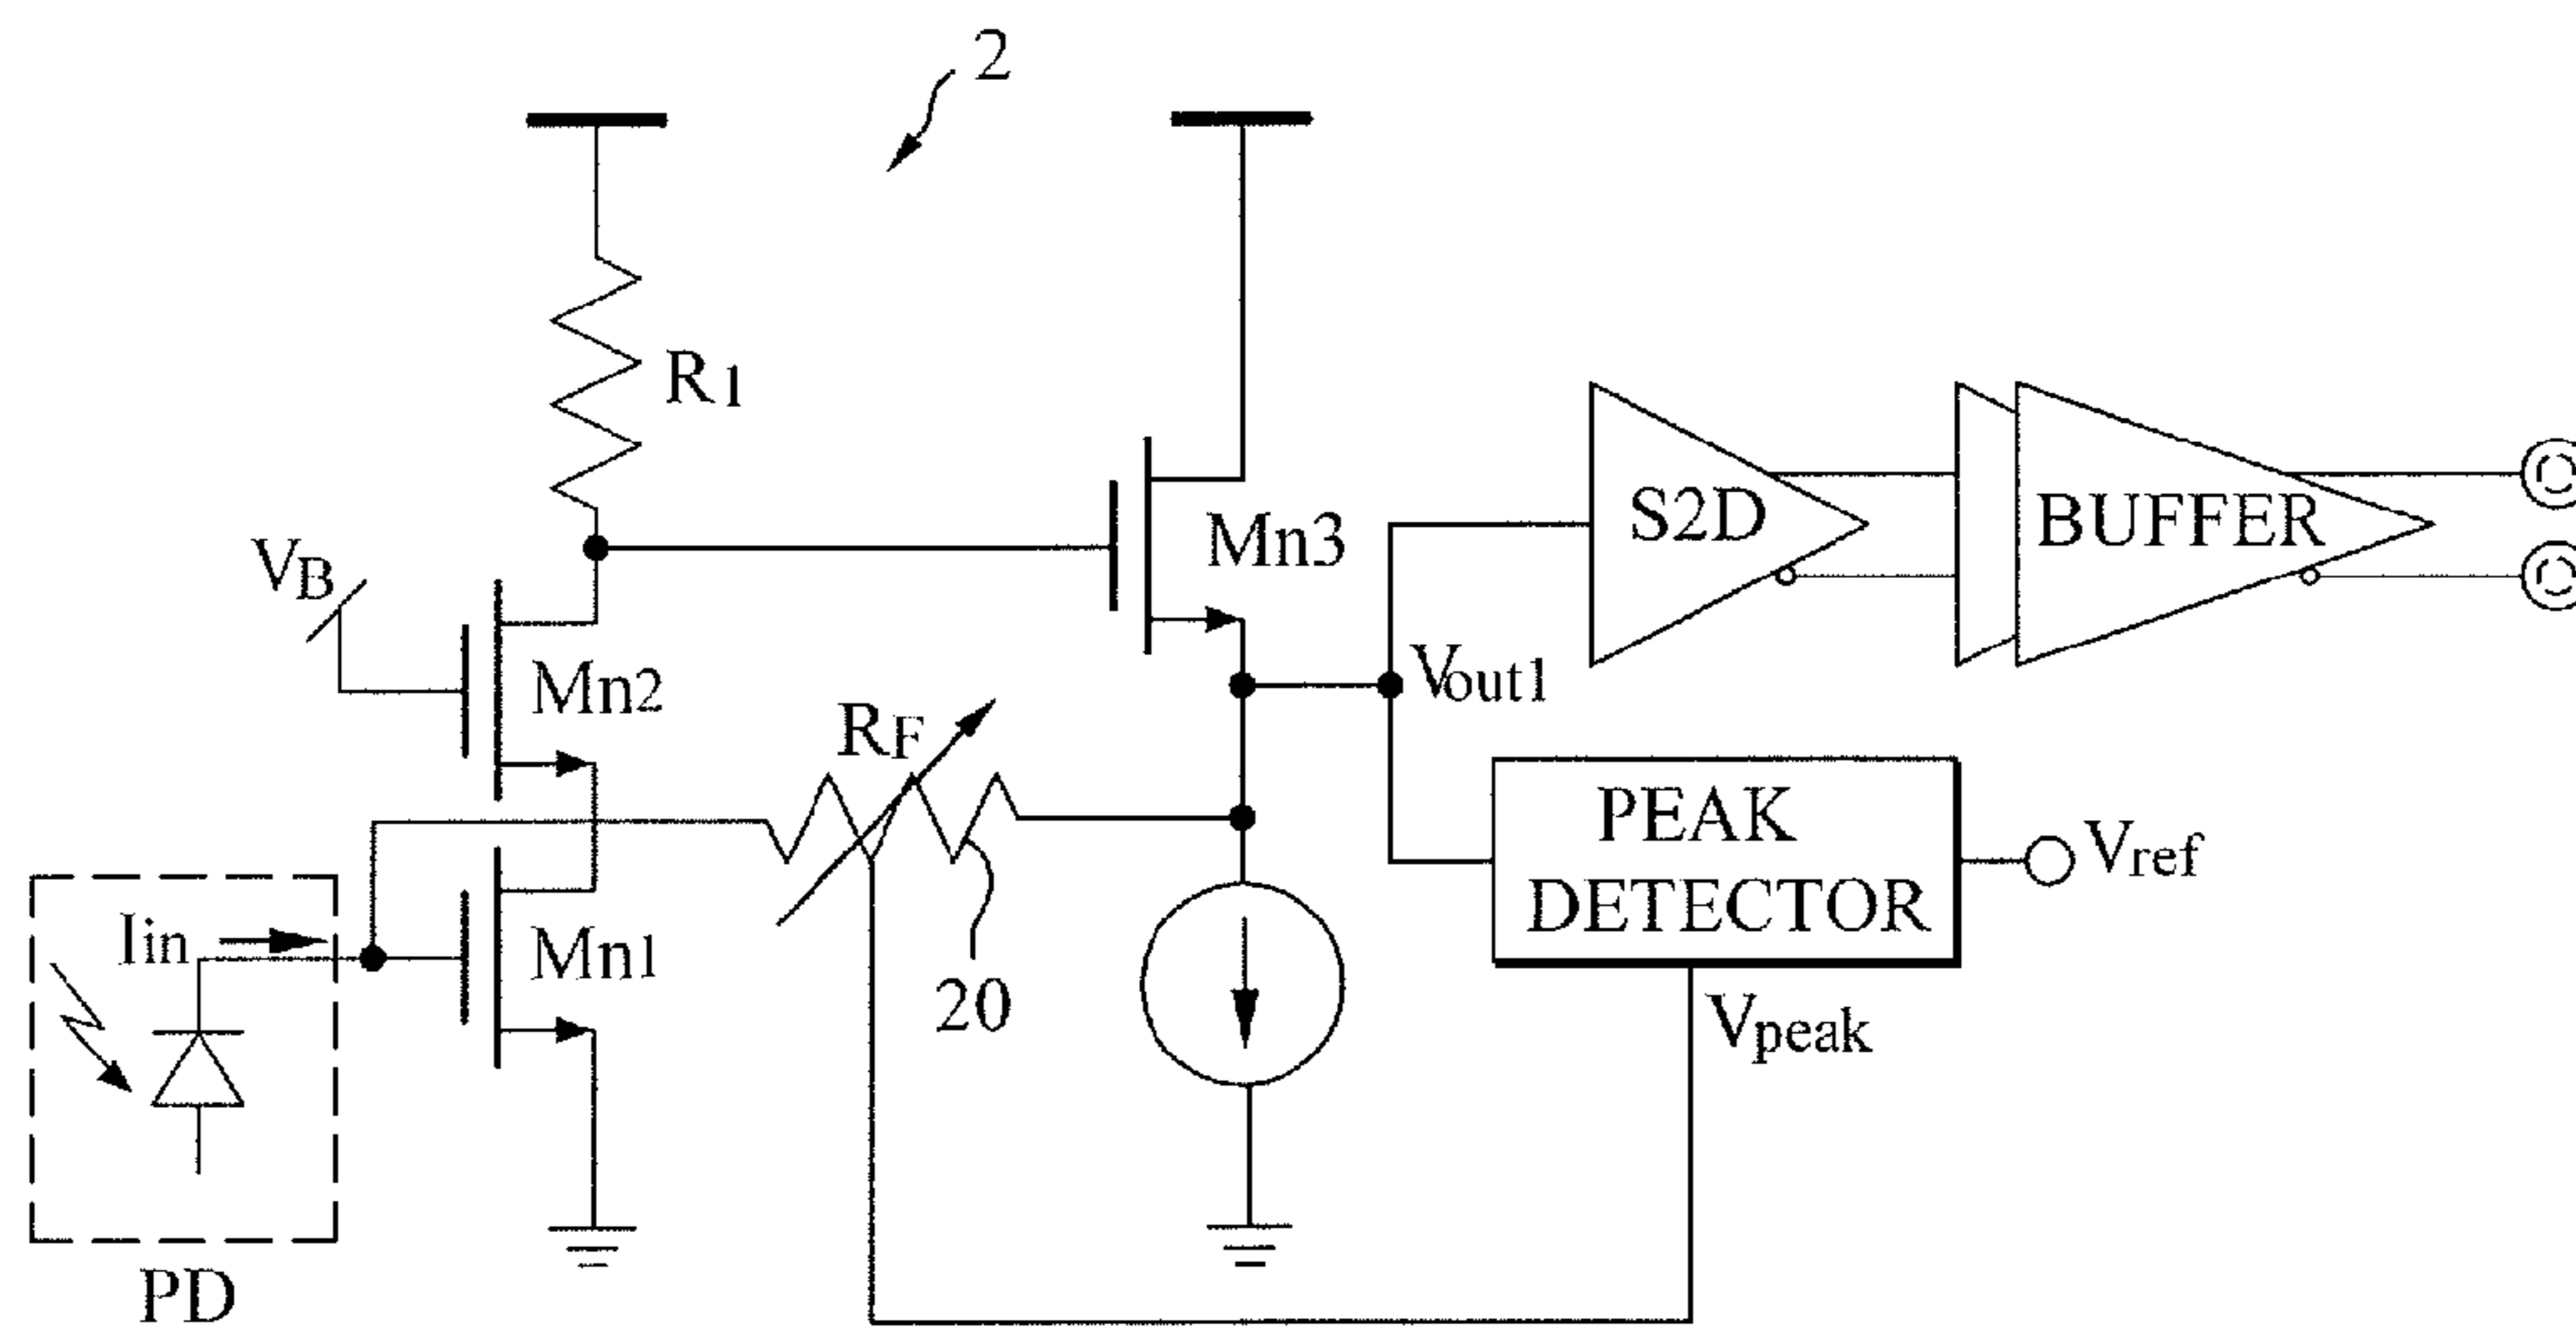 2
R1
VB
Mn2
Mn3
S2D
BUFFER
Vout1
RF
PEAK
DETECTOR
Vref
Iin
Mn1
20
Vpeak
PD